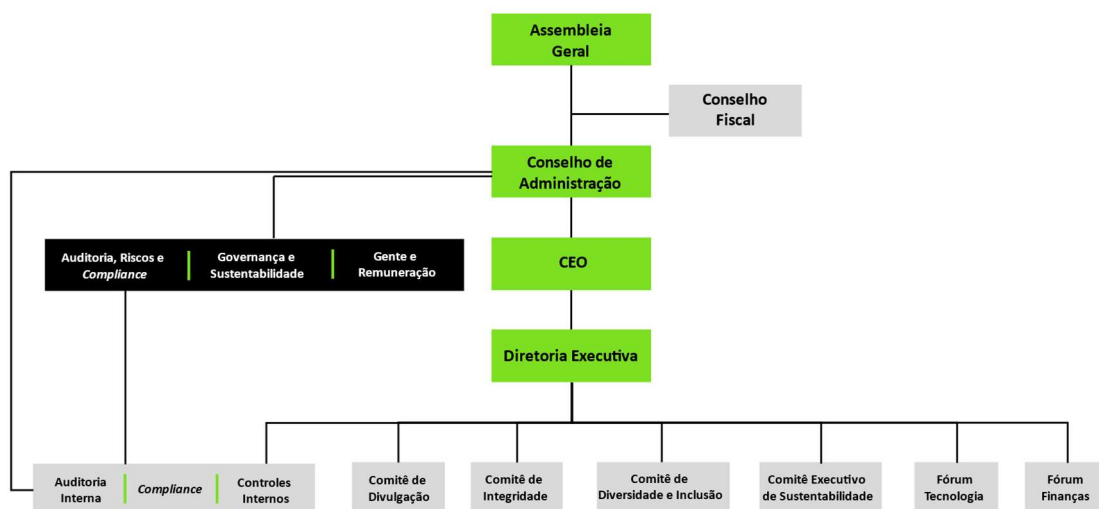 Assembleia
Geral
Conselho
Fiscal
Conselho de
Administração
Auditoria, Riscos e
Compliance
Governança e
Sustentabilidade
Gente e
Remuneração
CEO
Diretoria Executiva
Auditoria
Interna
Compliance
Controles
Internos
Comitê de
Divulgação
Comitê de
Integridade
Comitê de
Diversidade e Inclusão
Comitê Executivo
de Sustentabilidade
Fórum
Tecnologia
Fórum
Finanças